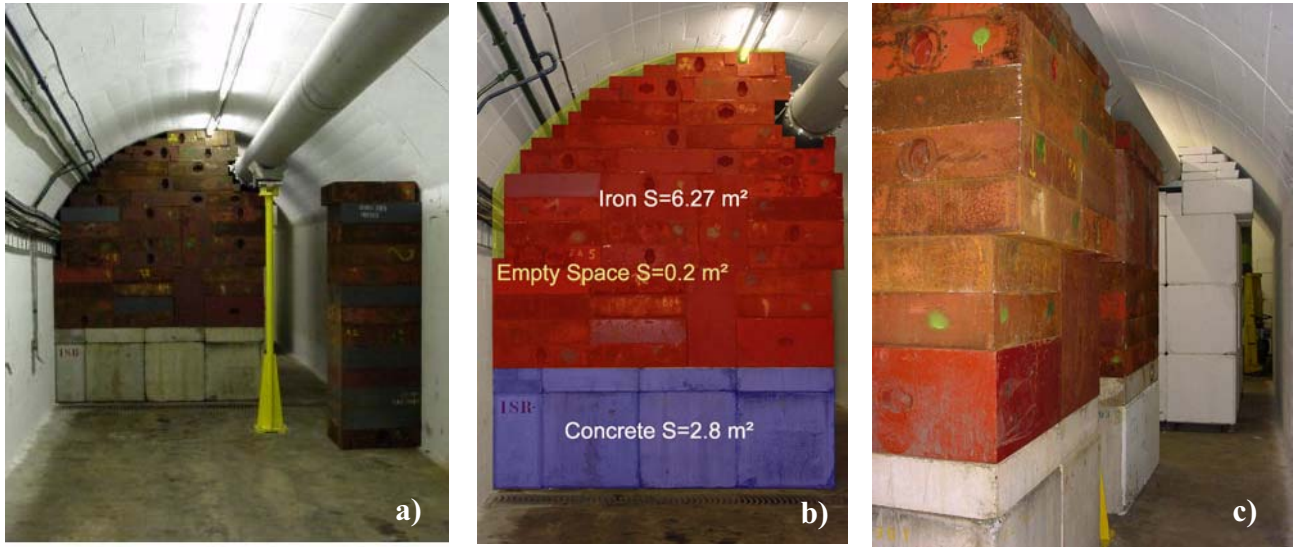 a)
Iron S=6.27 m²
Empty Space S=0.2 m²
ISR
Concrete S=2.8 m²
b)
c)
ISR